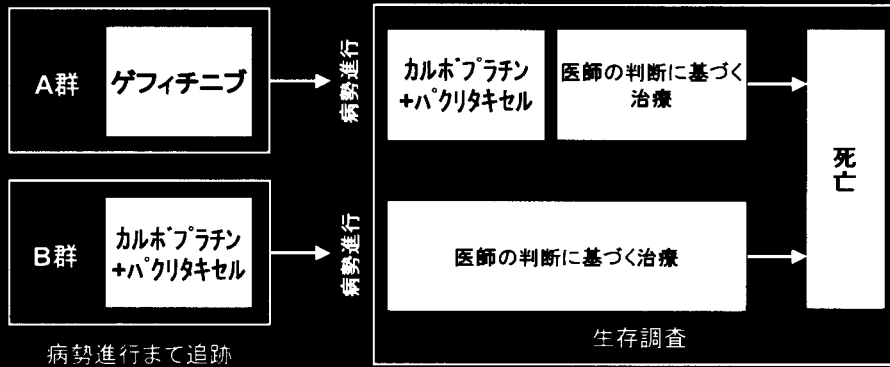 A群
ゲフィチニブ
病勢進行
カルボプラチン
+パクリタキセル
医師の判断に基づく
治療
死亡
B群
カルボプラチン
+パクリタキセル
病勢進行
医師の判断に基づく治療
病勢進行まて追跡
生存調査